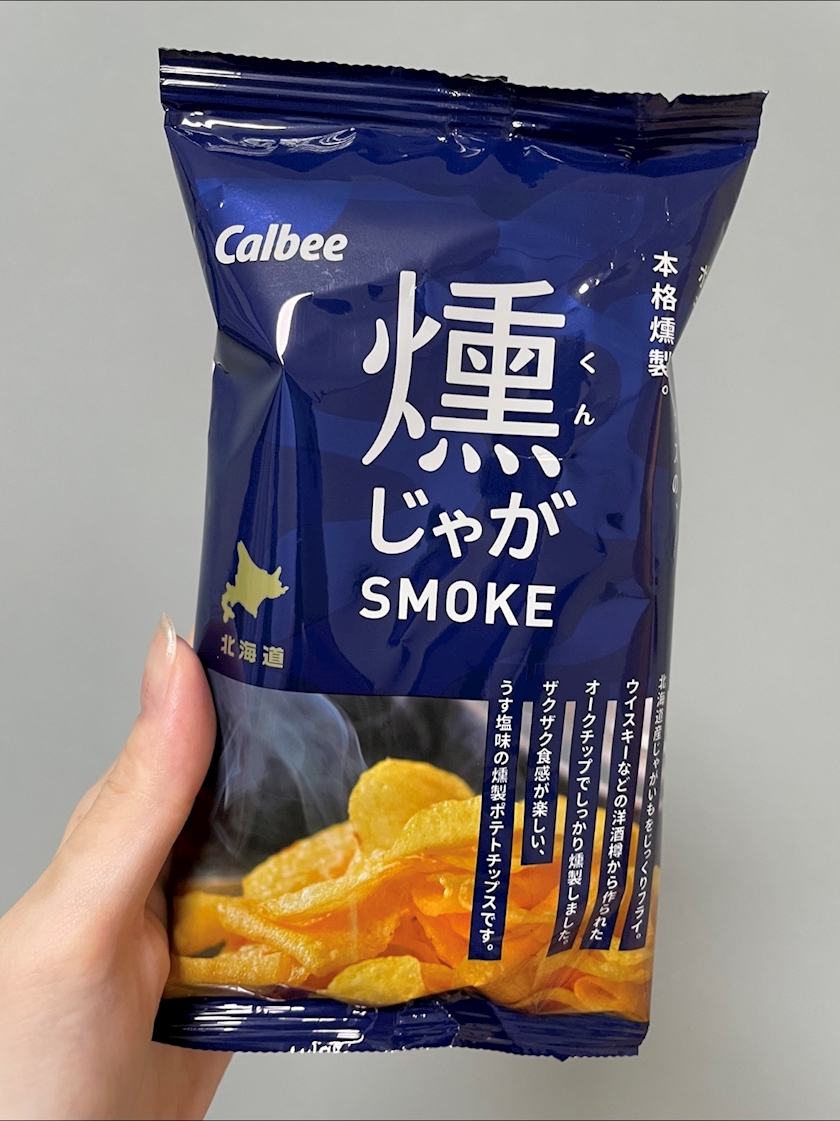 Calbee
本格燻製。
燻
くん
じゃが
SMOKE
北海道
北海道産じゃがいもをじっくりフライ。
ウイスキーなどの洋酒樽から作られた
オークチップでしっかり燻製しました。
ザクザク食感が楽しい、
うす塩味の燻製ポテトチップスです。